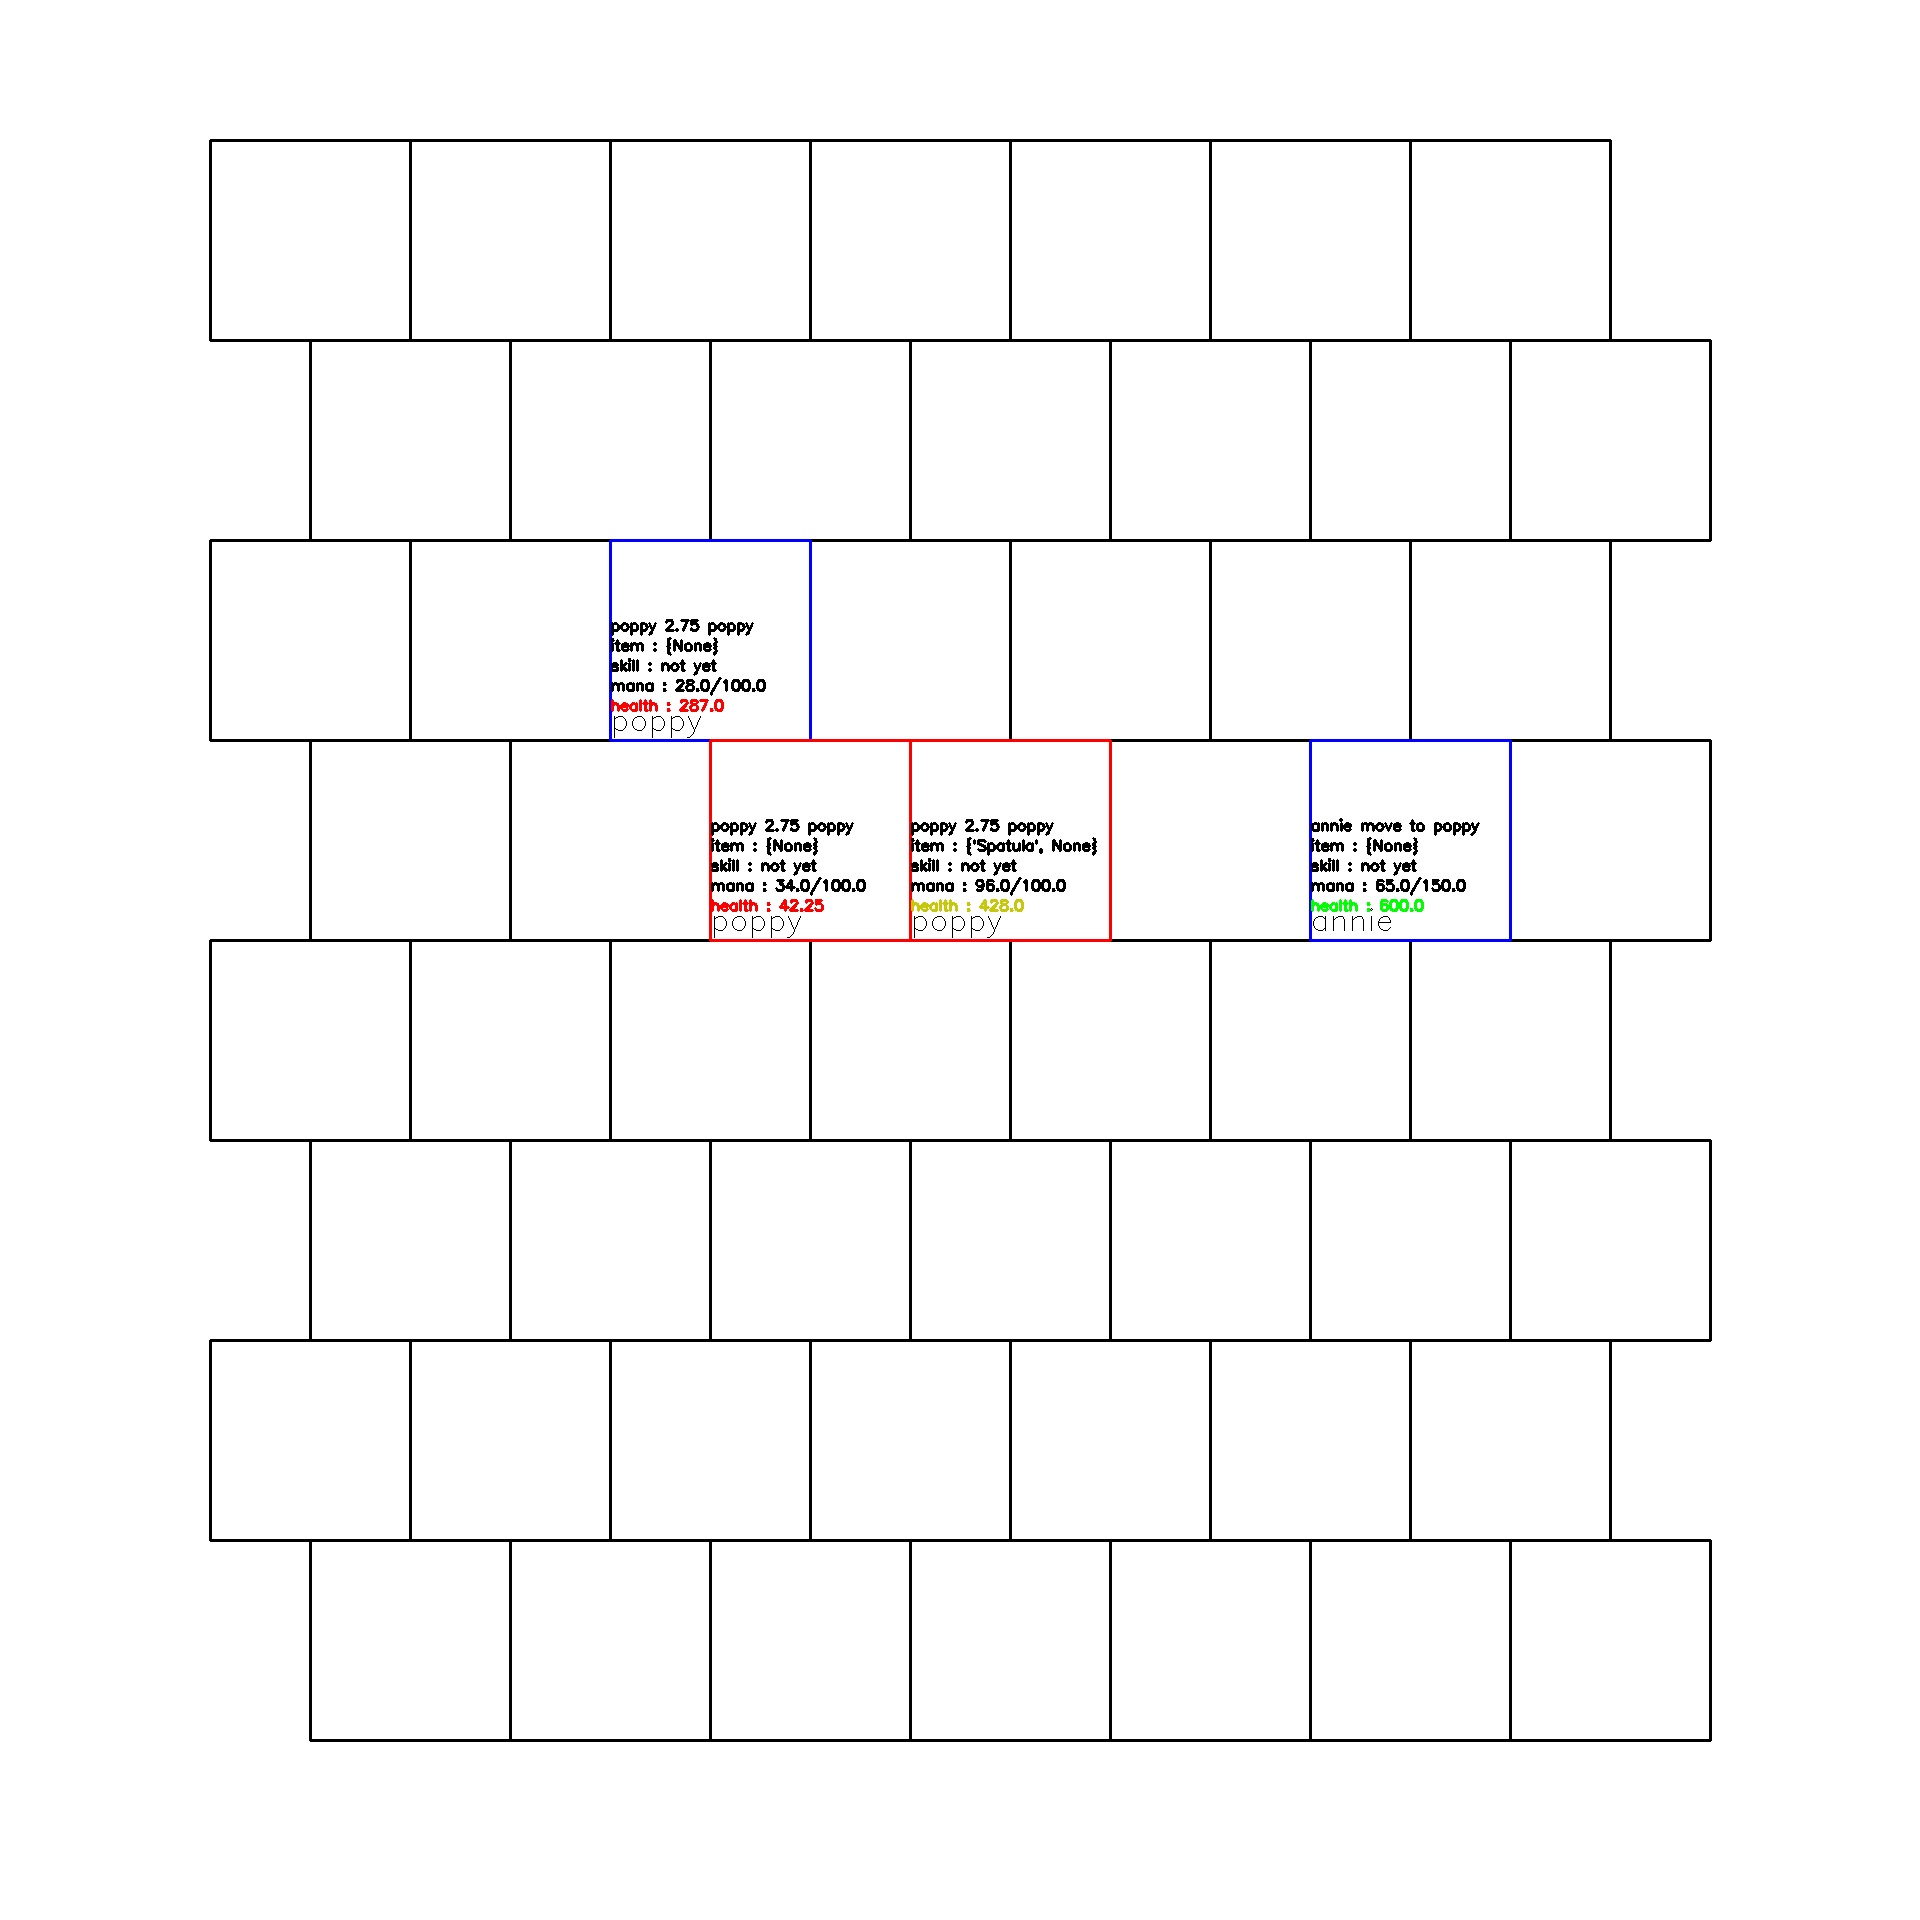 poppy 2.75 poppy
item : {None}
skill : not yet
mana : 28.0/100.0
health : 287.0
poppy
poppy 2.75 poppy
item : {None}
skill : not yet
mana : 34.0/100.0
health : 42.25
poppy
poppy 2.75 poppy
item : {'Spatula', None}
skill : not yet
mana : 96.0/100.0
health : 428.0
poppy
annie move to poppy
item : {None}
skill : not yet
mana : 65.0/150.0
health : 600.0
annie